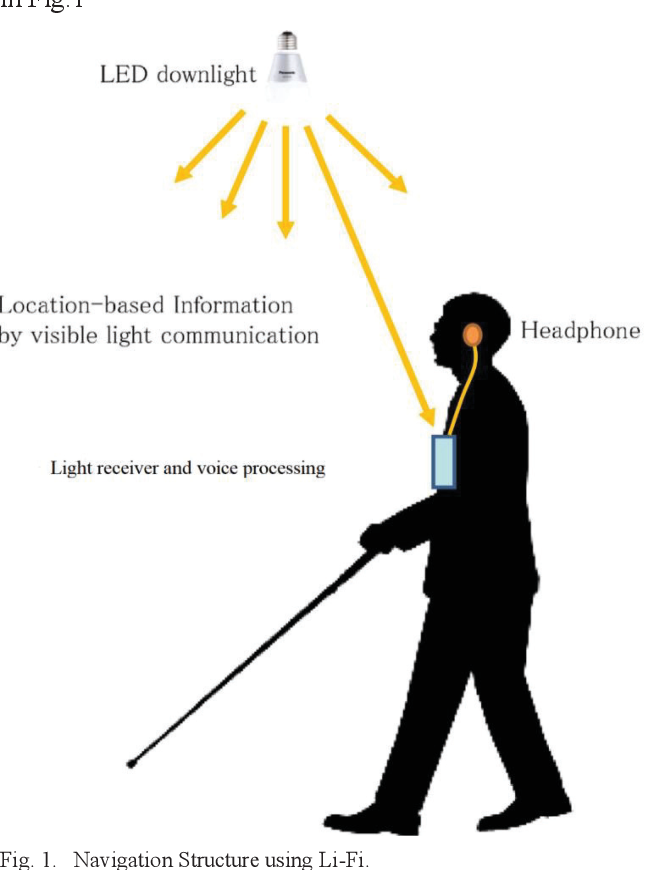 in Fig.1
LED downlight
Panasonic
Location-based Information
by visible light communication
Headphone
Light receiver and voice processing
Fig. 1. Navigation Structure using Li-Fi.